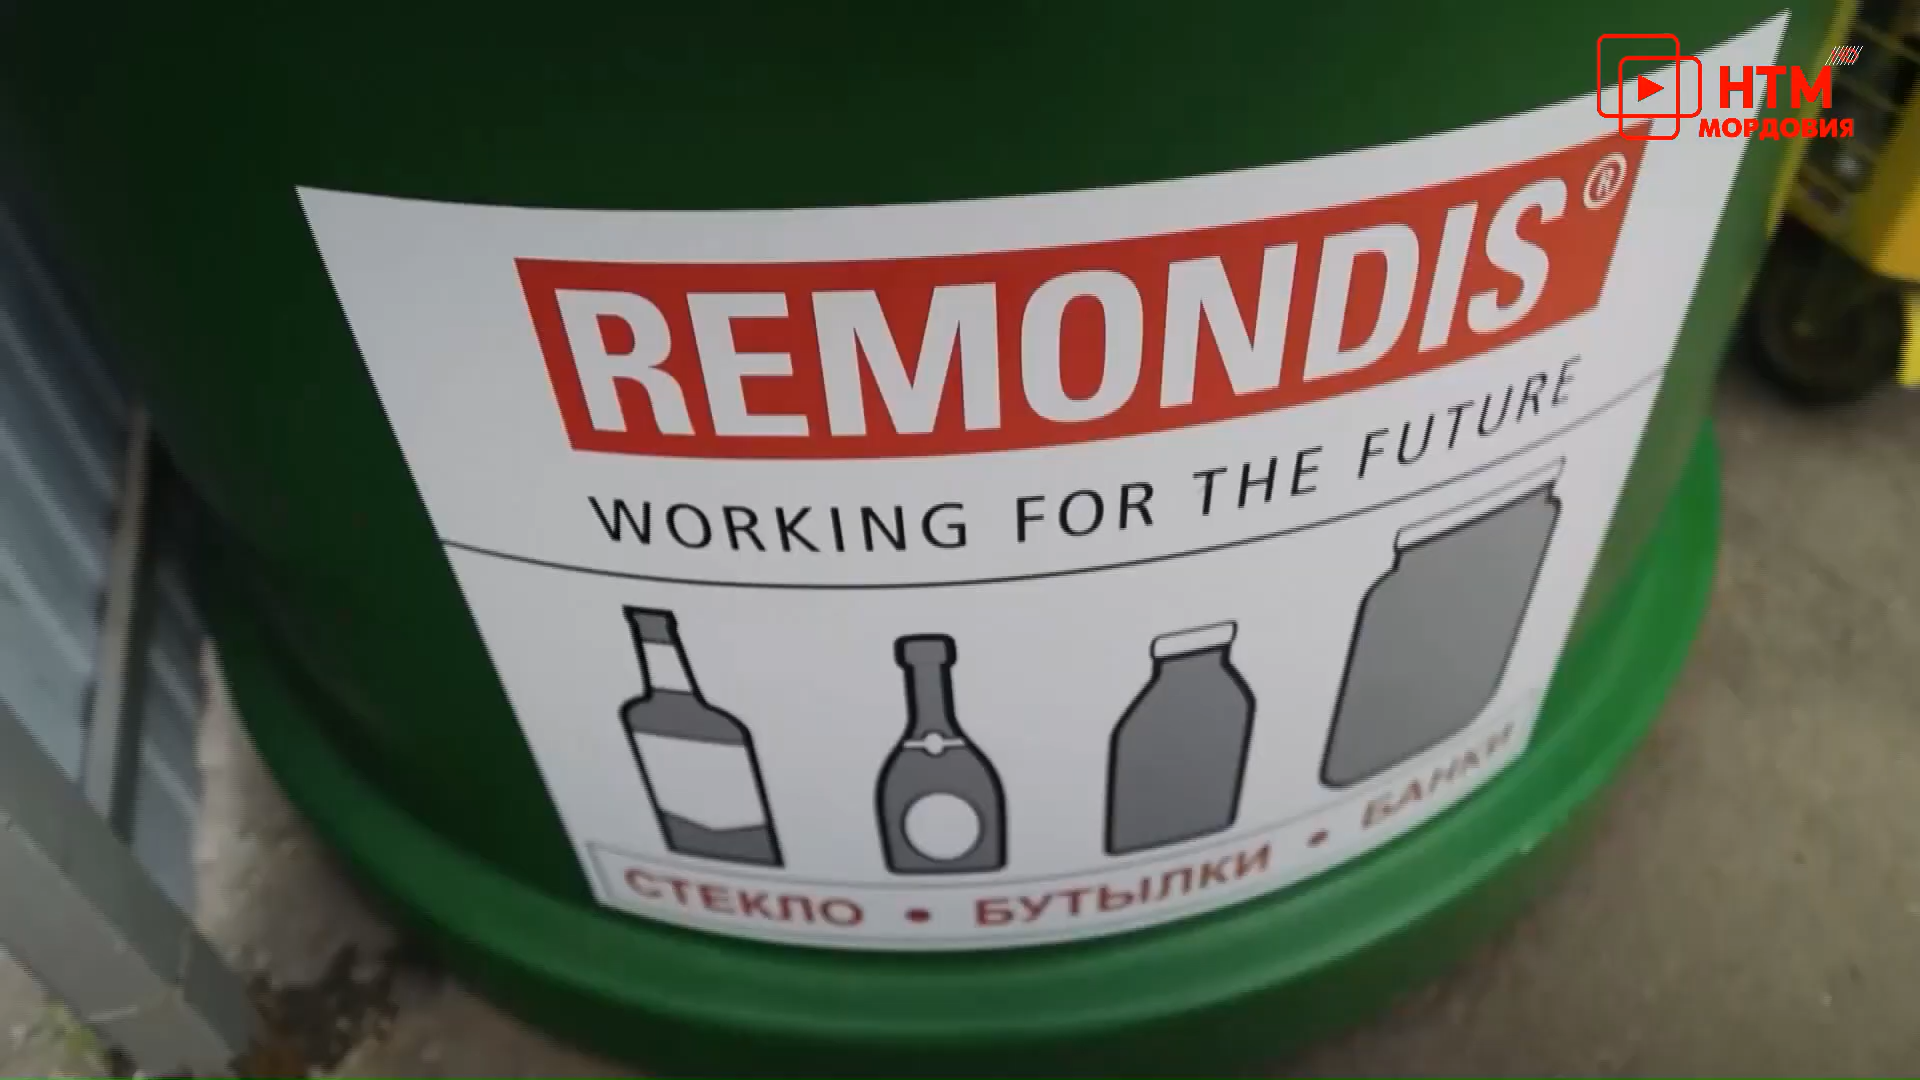 НТМ
МОРДОВИЯ
REMONDIS®
WORKING FOR THE FUTURE
СТЕКЛО • БУТЫЛКИ • БАНКИ